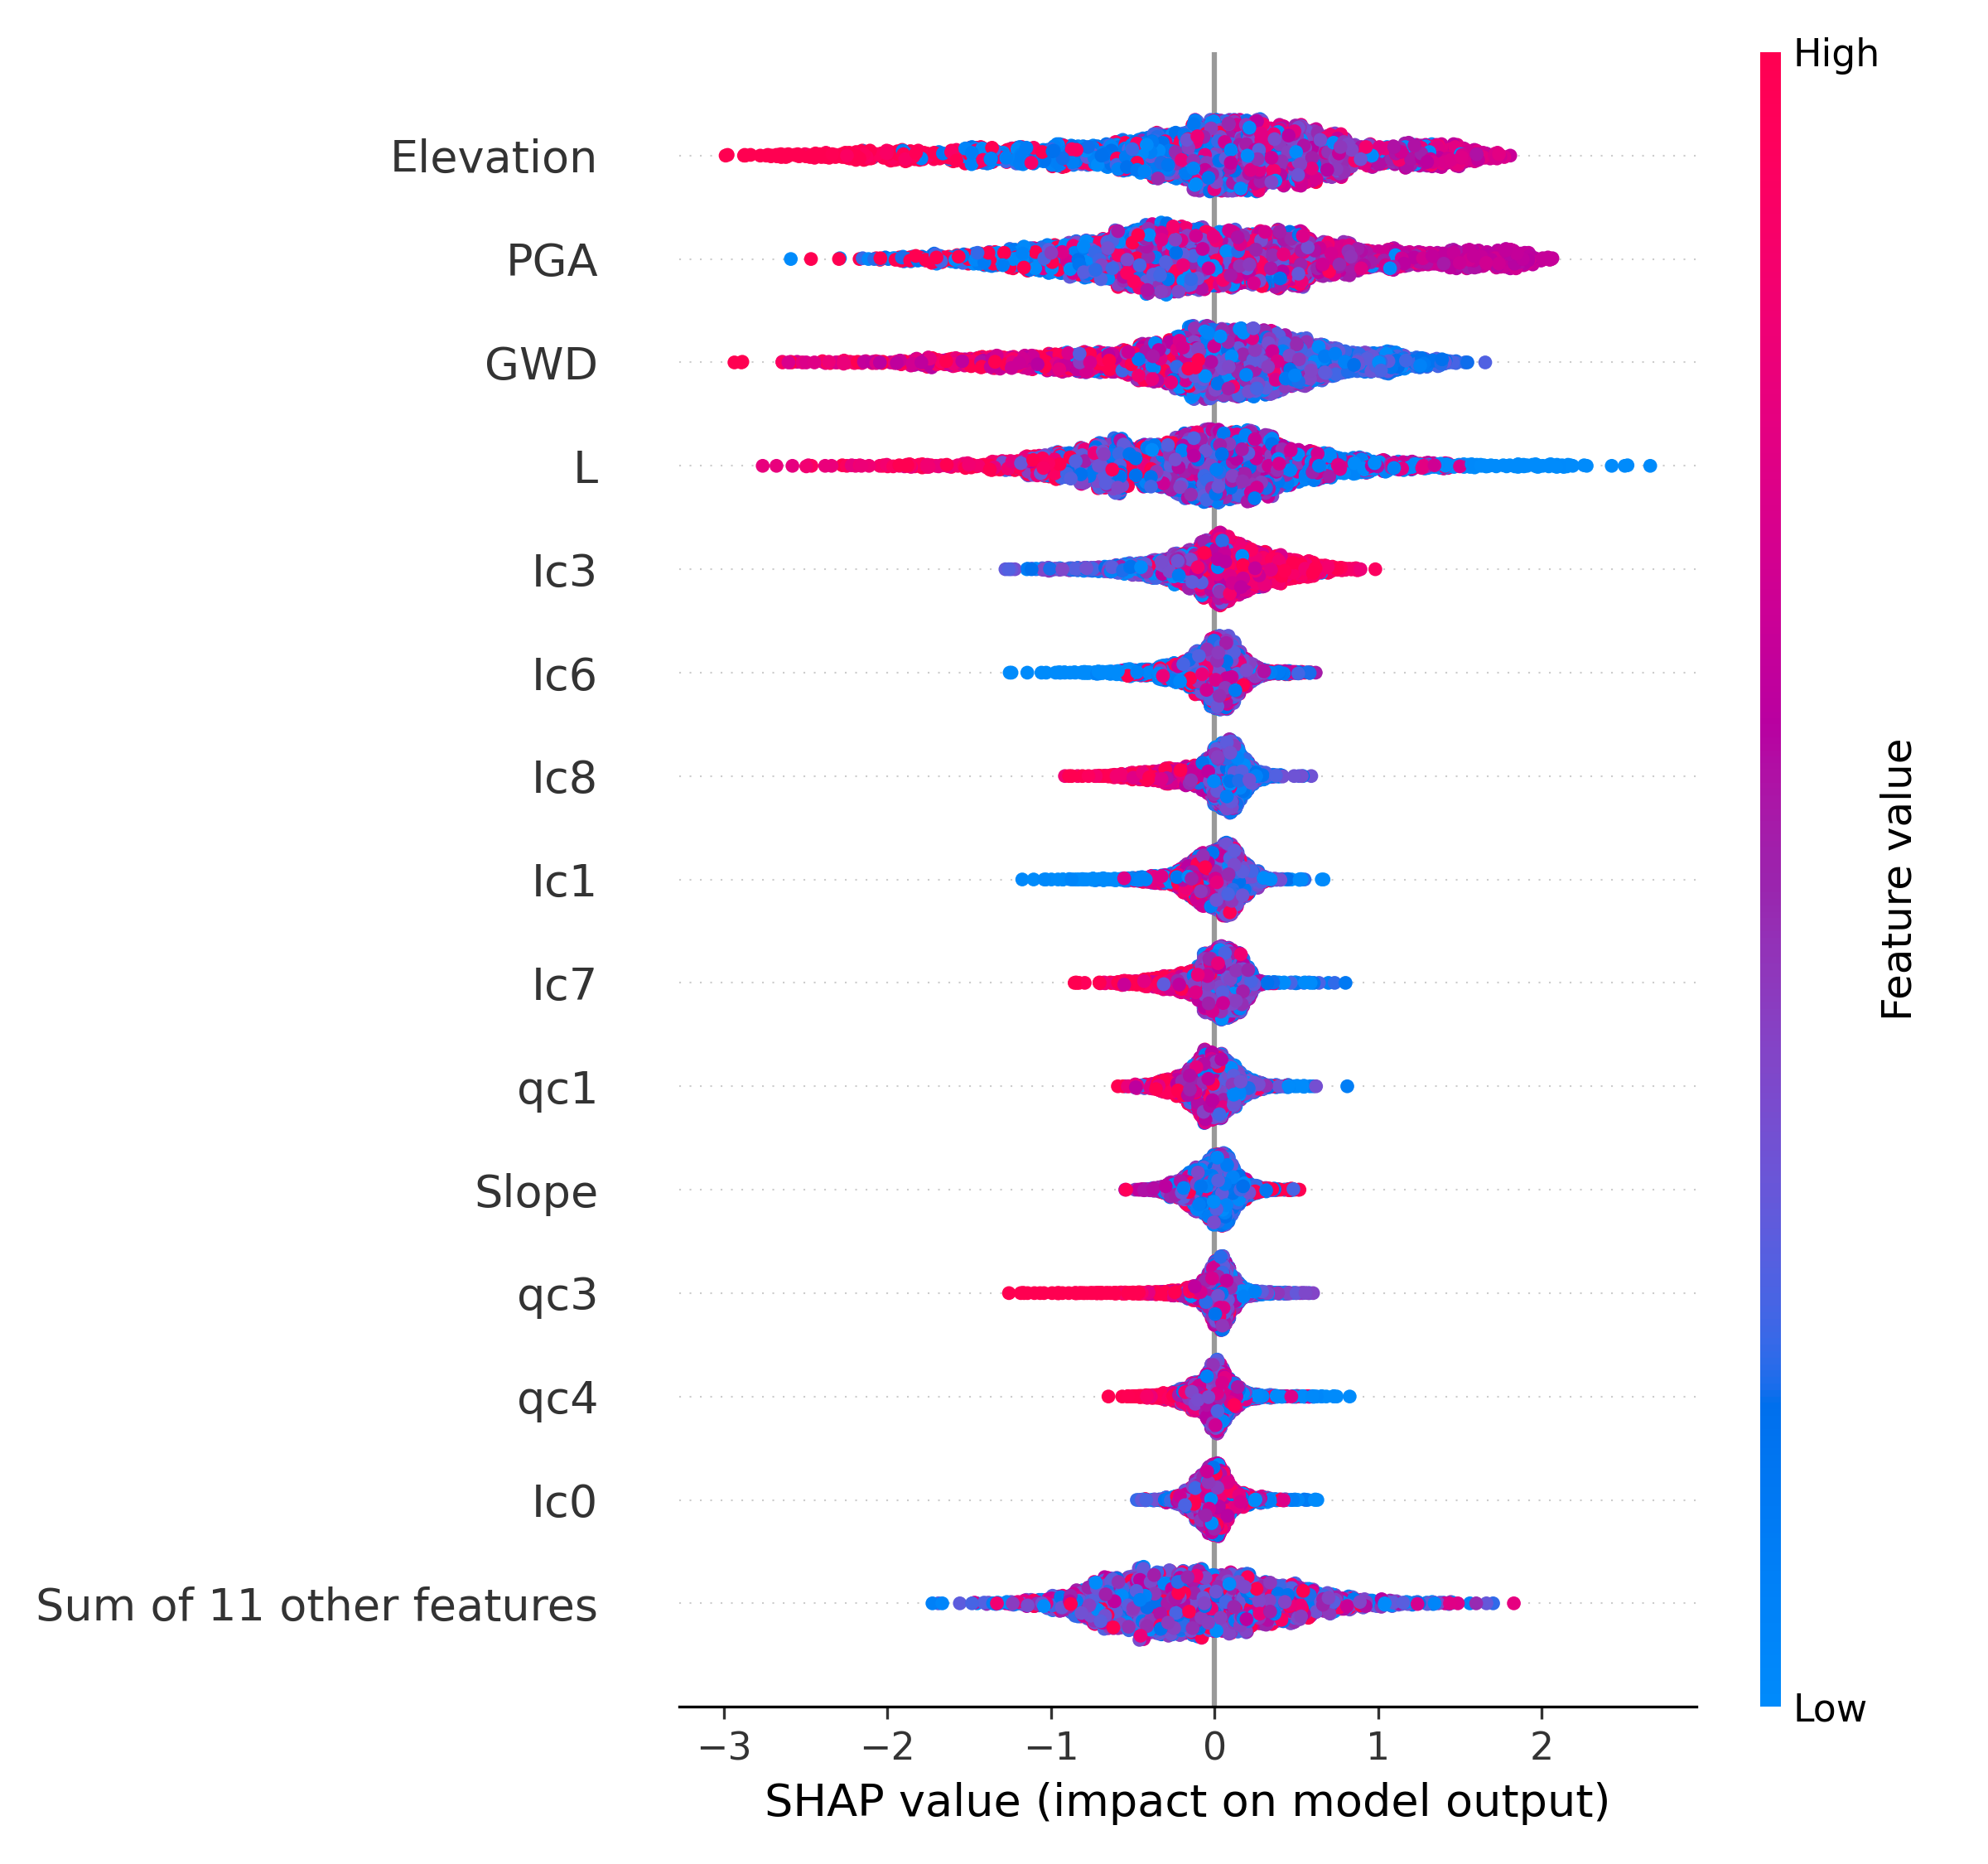 High
Elevation
PGA
GWD
L
Ic3
Ic6
Ic8
Ic1
Ic7
qc1
Slope
qc3
qc4
Ic0
Sum of 11 other features
Low
Feature value
−3 −2 −1 0 1 2
SHAP value (impact on model output)